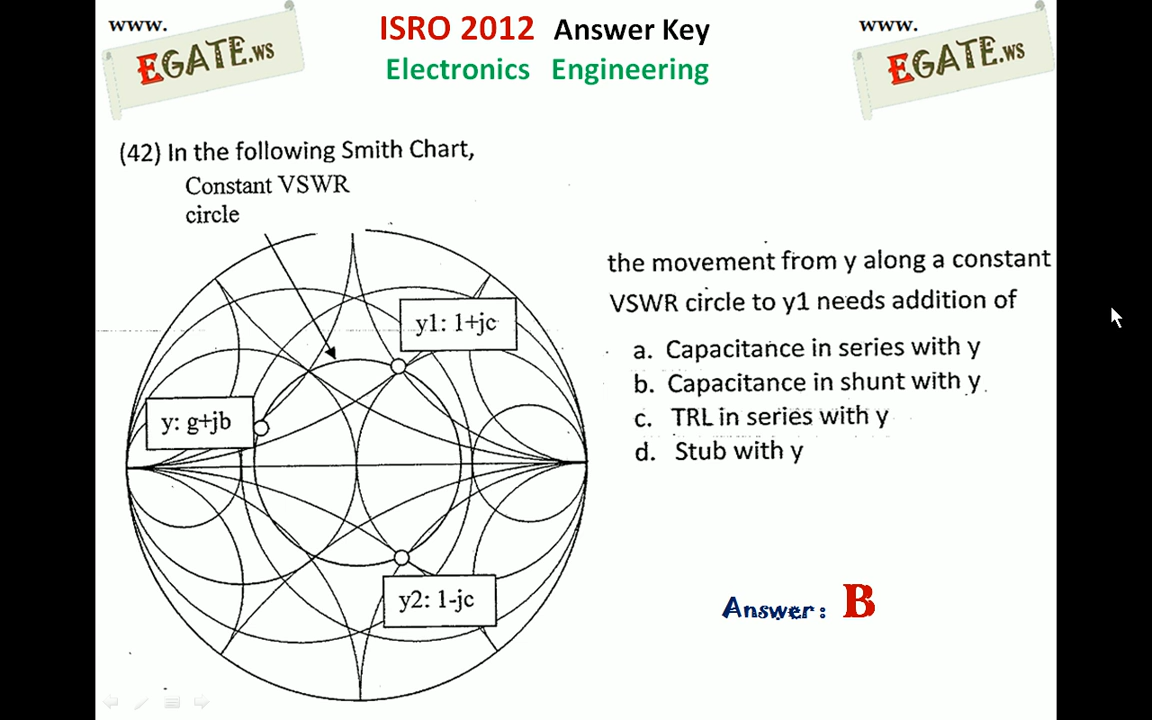 www.
EGATE.ws
ISRO 2012 Answer Key
Electronics Engineering
www.
EGATE.ws
(42) In the following Smith Chart,
Constant VSWR
circle
y1: 1+jc
y: g+jb
y2: 1-jc
the movement from y along a constant
VSWR circle to y1 needs addition of
a. Capacitance in series with y
b. Capacitance in shunt with y
c. TRL in series with y
d. Stub with y
Answer: B